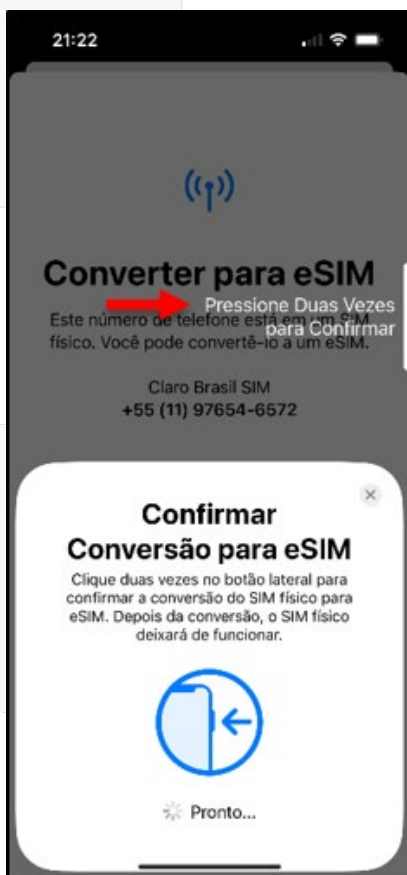 21:22
Converter para eSIM
Pressione Duas Vezes
para Confirmar
Este número de telefone está em um SIM
físico. Você pode convertê-lo a um eSIM.
Claro Brasil SIM
+55 (11) 97654-6572
Confirmar
Conversão para eSIM
Clique duas vezes no botão lateral para
confirmar a conversão do SIM físico para
eSIM. Depois da conversão, o SIM físico
deixará de funcionar.
Pronto...